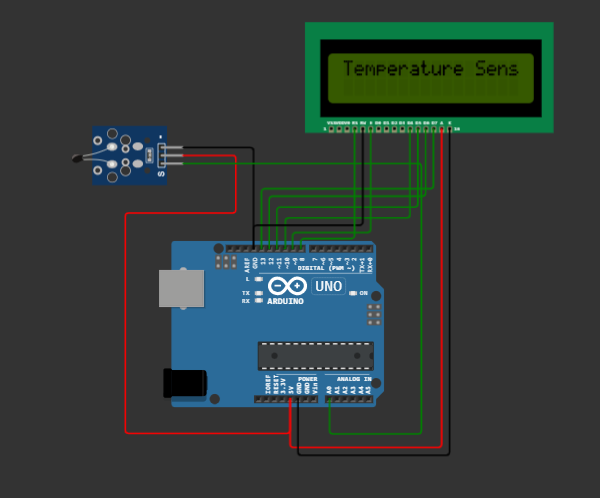 Temperature Sens
S
-
AREF
GND
13
12
~11
~10
~9
8
7
~6
~5
4
~3
2
TX→1
RX←0
DIGITAL (PWM ~)
L
UNO
TX
ON
RX
ARDUINO
IOREF
RESET
3.3V
5V
GND
GND
Vin
POWER
ANALOG IN
A0
A1
A2
A3
A4
A5